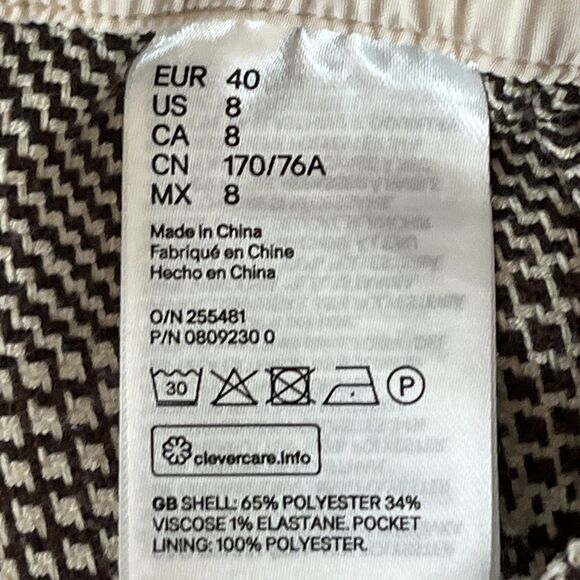 EUR 40
US 8
CA 8
CN 170/76A
MX 8
Made in China
Fabriqué en Chine
Hecho en China
O/N 255481
P/N 0809230 0
30
P
clevercare.info
GB SHELL: 65% POLYESTER 34%
VISCOSE 1% ELASTANE. POCKET
LINING: 100% POLYESTER.